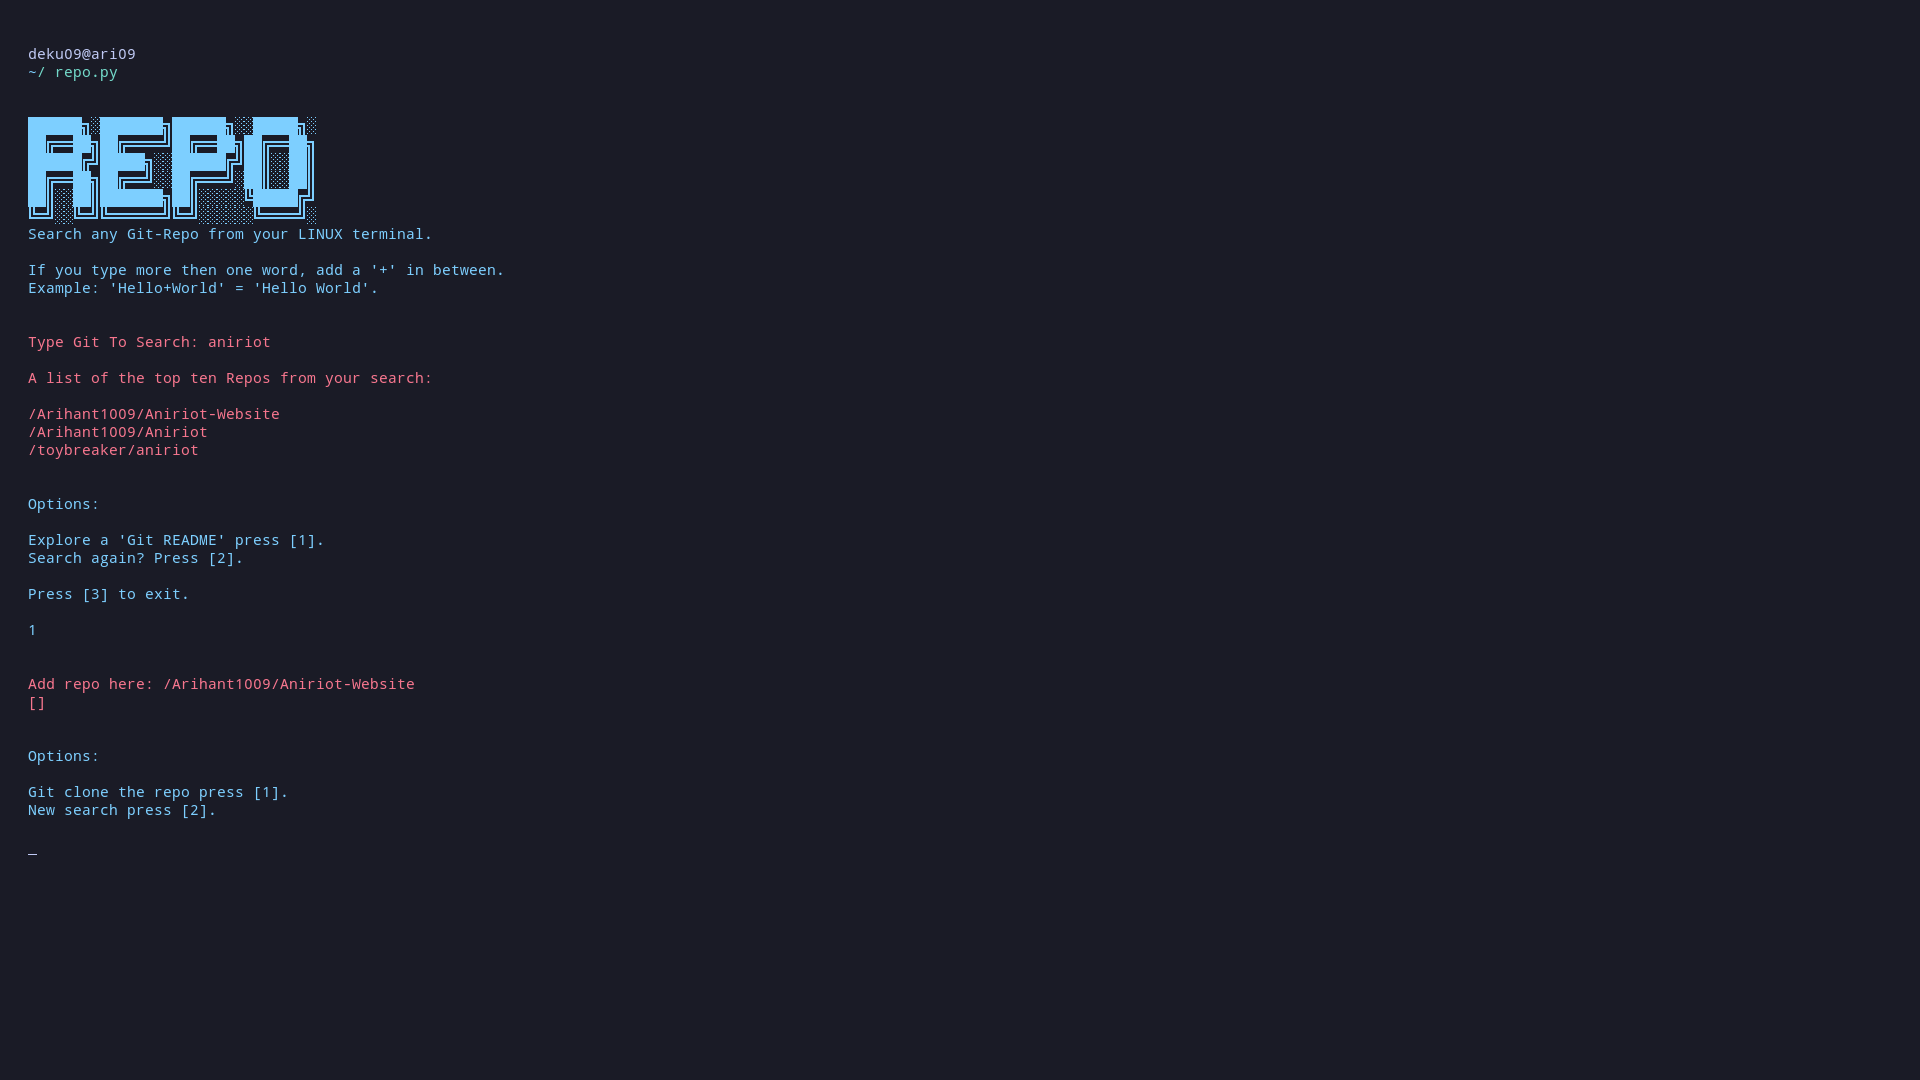 deku09@ari09
~/ repo.py
REPO
Search any Git-Repo from your LINUX terminal.
If you type more then one word, add a '+' in between.
Example: 'Hello+World' = 'Hello World'.
Type Git To Search: aniriot
A list of the top ten Repos from your search:
/Arihant1009/Aniriot-Website
/Arihant1009/Aniriot
/toybreaker/aniriot
Options:
Explore a 'Git README' press [1].
Search again? Press [2].
Press [3] to exit.
1
Add repo here: /Arihant1009/Aniriot-Website
[]
Options:
Git clone the repo press [1].
New search press [2].
_